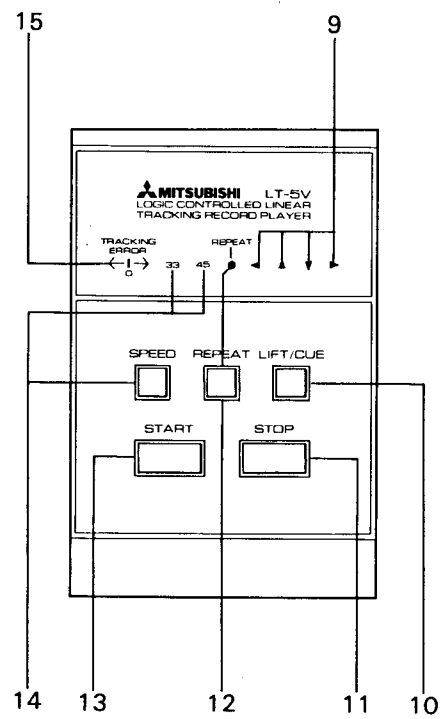 15 9
MITSUBISHI LT-5V
LOGIC CONTROLLED LINEAR
TRACKING RECORD PLAYER
TRACKING
ERROR
0
33 45
REPEAT
SPEED REPEAT LIFT/CUE
START STOP
14 13 12 11 10